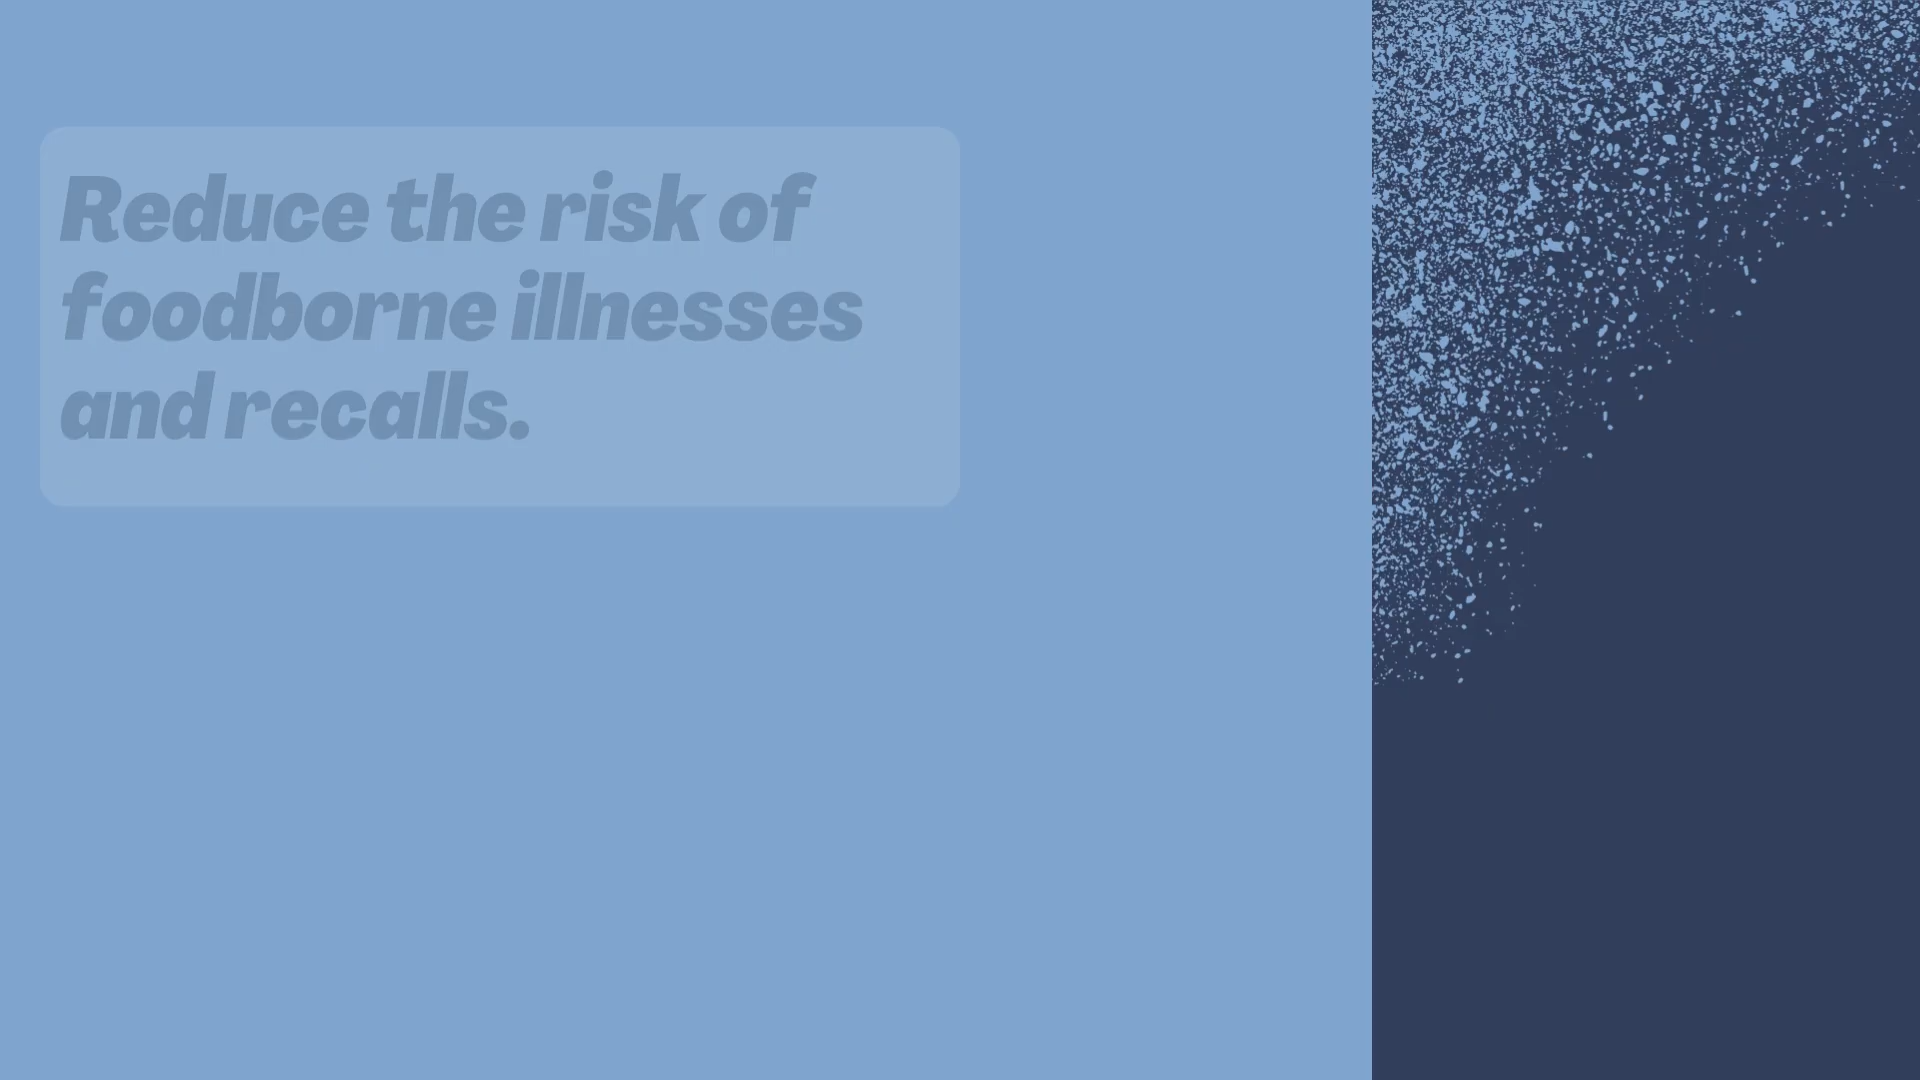 Reduce the risk of
foodborne illnesses
and recalls.